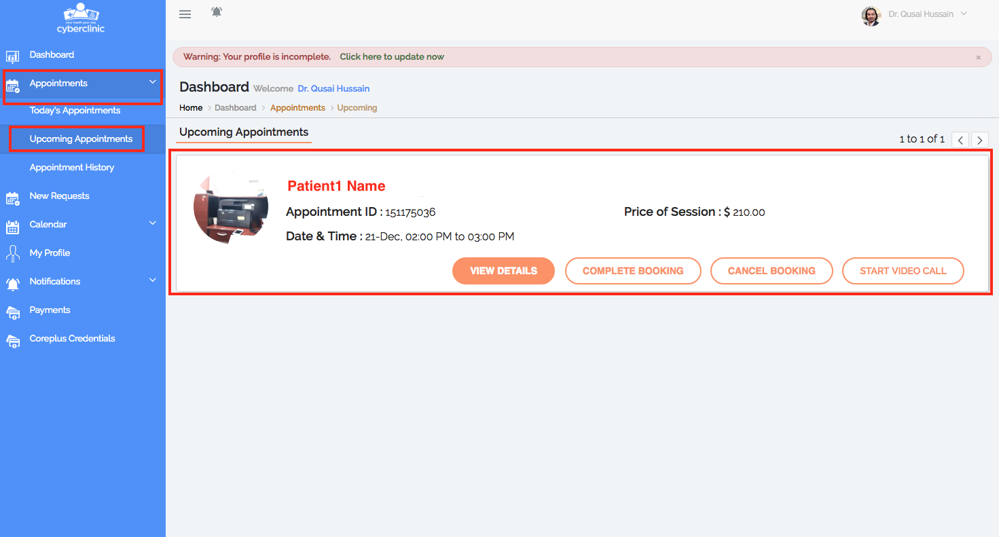 your health your way
cyberclinic
Dashboard
Appointments
Today's Appointments
Upcoming Appointments
Appointment History
New Requests
Calendar
My Profile
Notifications
Payments
Coreplus Credentials
Dr. Qusai Hussain
Warning: Your profile is incomplete. Click here to update now ×
Dashboard Welcome Dr. Qusai Hussain
Home > Dashboard > Appointments > Upcoming
Upcoming Appointments
1 to 1 of 1 < >
Patient1 Name
Appointment ID : 151175036
Price of Session : $ 210.00
Date & Time : 21-Dec, 02:00 PM to 03:00 PM
VIEW DETAILS
COMPLETE BOOKING
CANCEL BOOKING
START VIDEO CALL